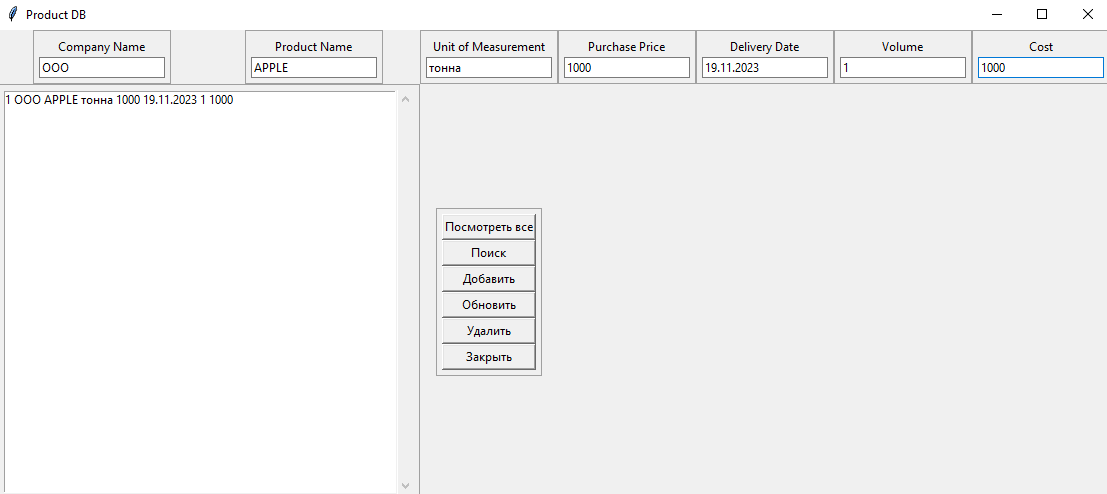 Product DB
Company Name Product Name Unit of Measurement Purchase Price Delivery Date Volume Cost
ООО APPLE тонна 1000 19.11.2023 1 1000
1 ООО APPLE тонна 1000 19.11.2023 1 1000
Посмотреть все
Поиск
Добавить
Обновить
Удалить
Закрыть